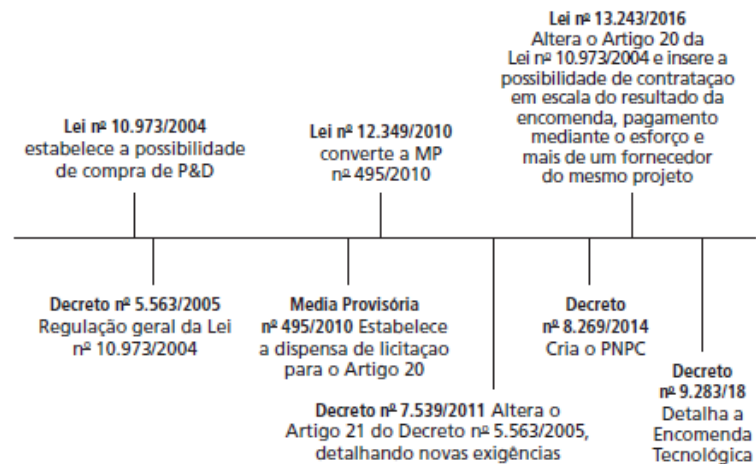 Lei nº 13.243/2016
Altera o Artigo 20 da
Lei nº 10.973/2004 e insere a
possibilidade de contrataçao
em escala do resultado da
encomenda, pagamento
mediante o esforço e
mais de um fornecedor
do mesmo projeto
Lei nº 10.973/2004
estabelece a possibilidade
de compra de P&D
Lei nº 12.349/2010
converte a MP
nº 495/2010
Decreto nº 5.563/2005
Regulação geral da Lei
nº 10.973/2004
Media Provisória
nº 495/2010 Estabelece
a dispensa de licitaçao
para o Artigo 20
Decreto nº 7.539/2011 Altera o
Artigo 21 do Decreto nº 5.563/2005,
detalhando novas exigências
Decreto
nº 8.269/2014
Cria o PNPC
Decreto
nº 9.283/18
Detalha a
Encomenda
Tecnológica